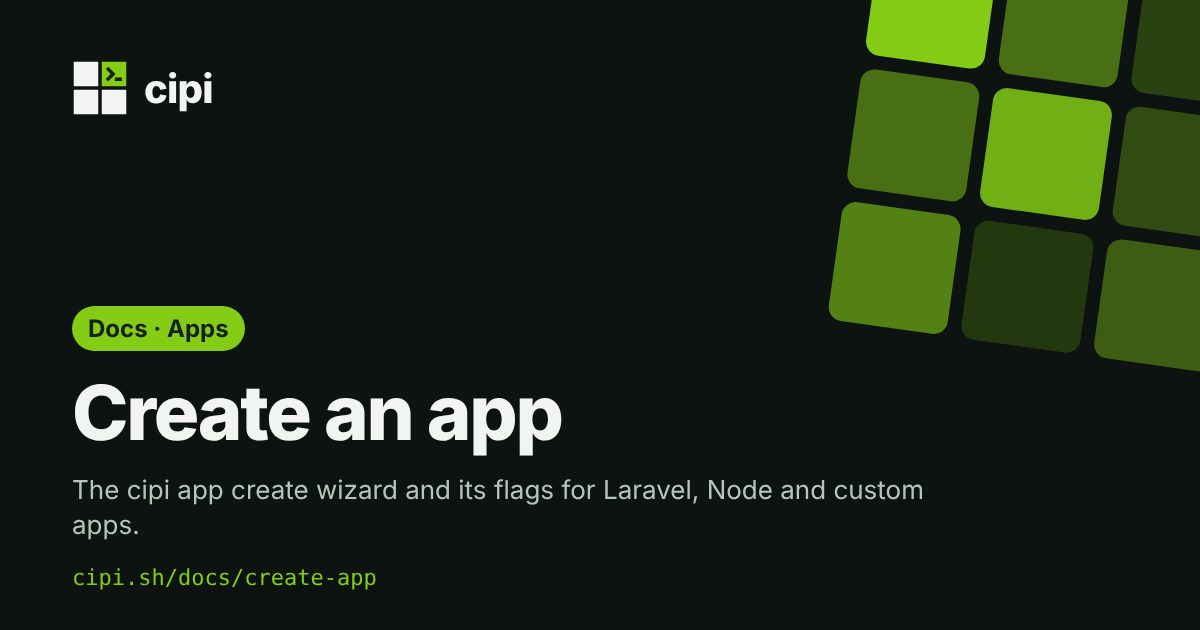 cipi
Docs · Apps
Create an app
The cipi app create wizard and its flags for Laravel, Node and custom
apps.
cipi.sh/docs/create-app